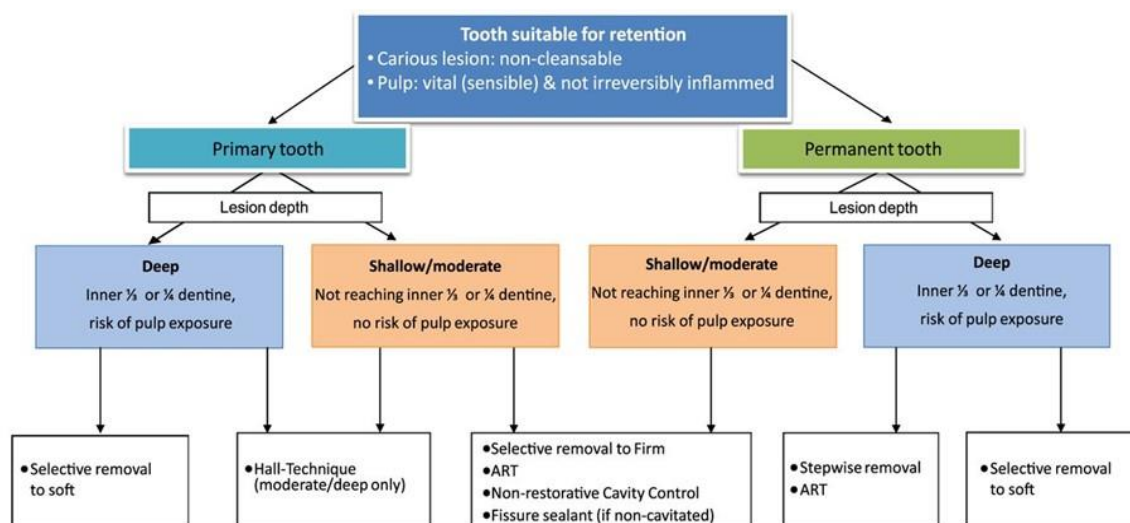 Tooth suitable for retention
• Carious lesion: non-cleansable
• Pulp: vital (sensible) & not irreversibly inflammed
Primary tooth
Permanent tooth
Lesion depth
Lesion depth
Deep
Inner ⅓ or ¼ dentine,
risk of pulp exposure
Shallow/moderate
Not reaching inner ⅓ or ¼ dentine,
no risk of pulp exposure
Shallow/moderate
Not reaching inner ⅓ or ¼ dentine,
no risk of pulp exposure
Deep
Inner ⅓ or ¼ dentine,
risk of pulp exposure
●Selective removal
to soft
●Hall-Technique
(moderate/deep only)
●Selective removal to Firm
●ART
●Non-restorative Cavity Control
●Fissure sealant (if non-cavitated)
●Stepwise removal
●ART
●Selective removal
to soft